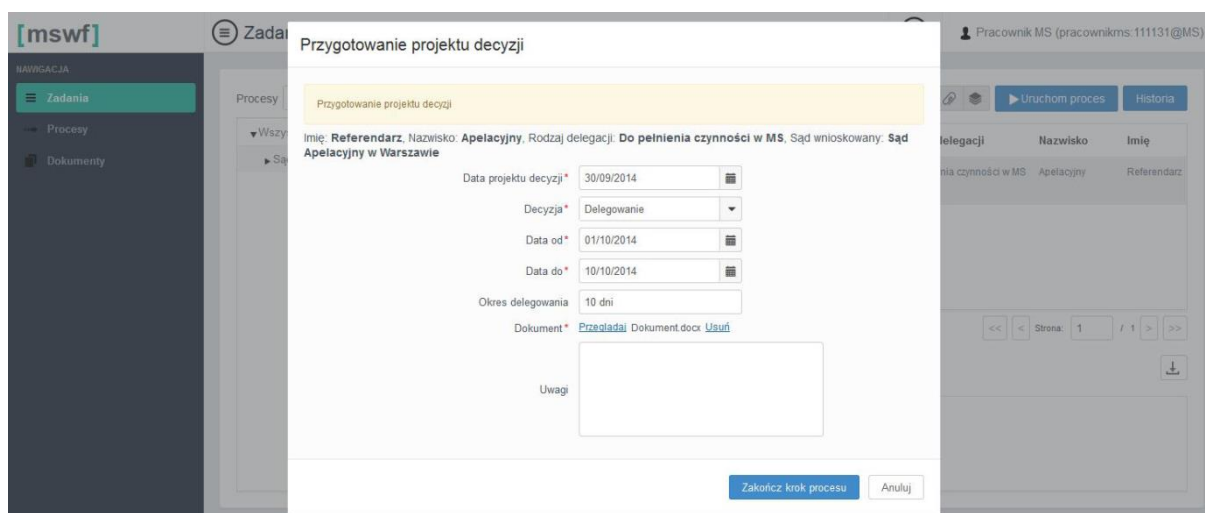 [mswf]
Zadai
Pracownik MS (pracownikms:111131@MS)
NAWIGACJA
Zadania
Procesy
Dokumenty
Procesy
Uruchom proces
Historia
Wszy
Są
delegacji
Nazwisko
Imię
nia czynności w MS
Apelacyjny
Referendarz
<<
<
Strona:
1
/ 1
>
>>
Przygotowanie projektu decyzji
Przygotowanie projektu decyzji
Imię: Referendarz, Nazwisko: Apelacyjny, Rodzaj delegacji: Do pełnienia czynności w MS, Sąd wnioskowany: Sąd
Apelacyjny w Warszawie
Data projektu decyzji* 30/09/2014
Decyzja* Delegowanie
Data od* 01/10/2014
Data do* 10/10/2014
Okres delegowania 10 dni
Dokument* Przeglądaj Dokument.docx Usuń
Uwagi
Zakończ krok procesu
Anuluj